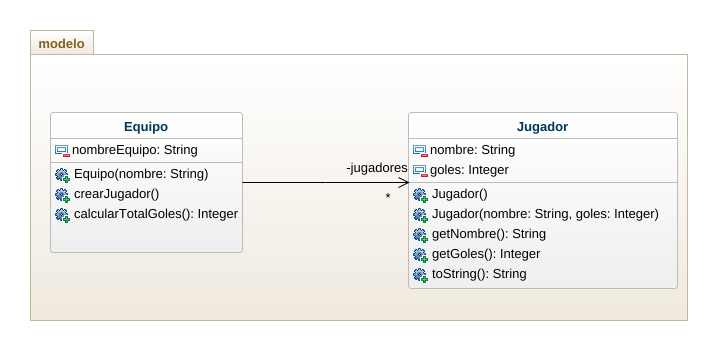 modelo
Equipo
nombreEquipo: String
Equipo(nombre: String)
crearJugador()
calcularTotalGoles(): Integer
-jugadores
*
Jugador
nombre: String
goles: Integer
Jugador()
Jugador(nombre: String, goles: Integer)
getNombre(): String
getGoles(): Integer
toString(): String